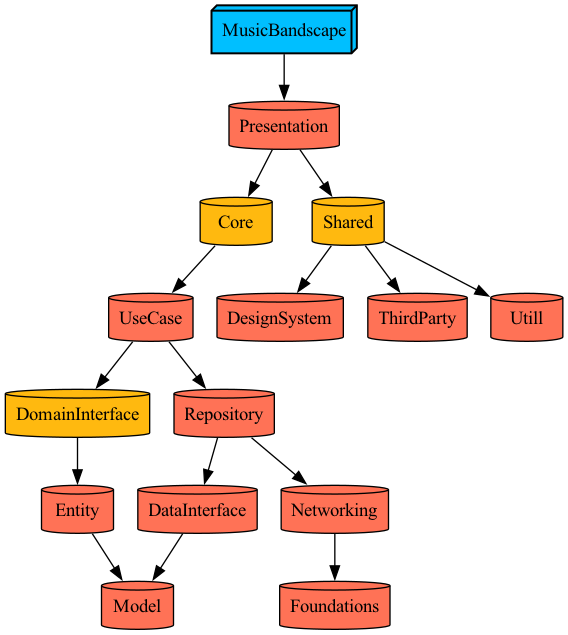 MusicBandscape
Presentation
Core
Shared
UseCase
DesignSystem
ThirdParty
Utill
DomainInterface
Repository
Entity
DataInterface
Networking
Model
Foundations